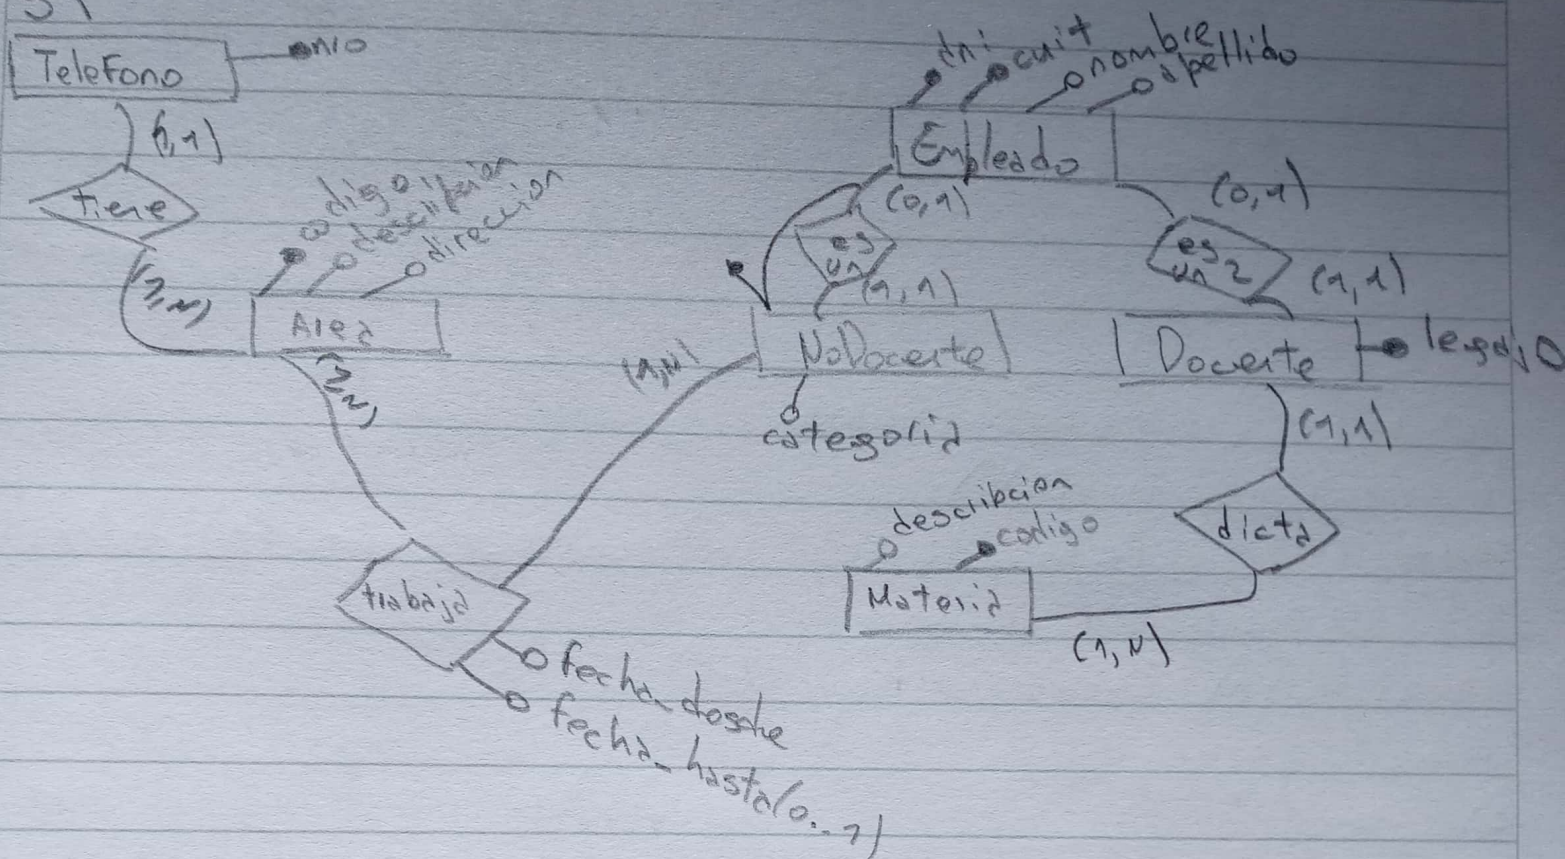 nro
Telefono
(1,1)
tiene
codigo
descripcion
direccion
Area
dni
cuit
nombre
apellido
Empleado
(0,1)
es un
(1,1)
(0,1)
es un 2
(1,1)
NoDocente
categoria
(1,N)
Docente
legajo
(1,1)
dicta
descripcion
codigo
Materia
(1,N)
trabaja
fecha_desde
fecha_hasta(0..1)